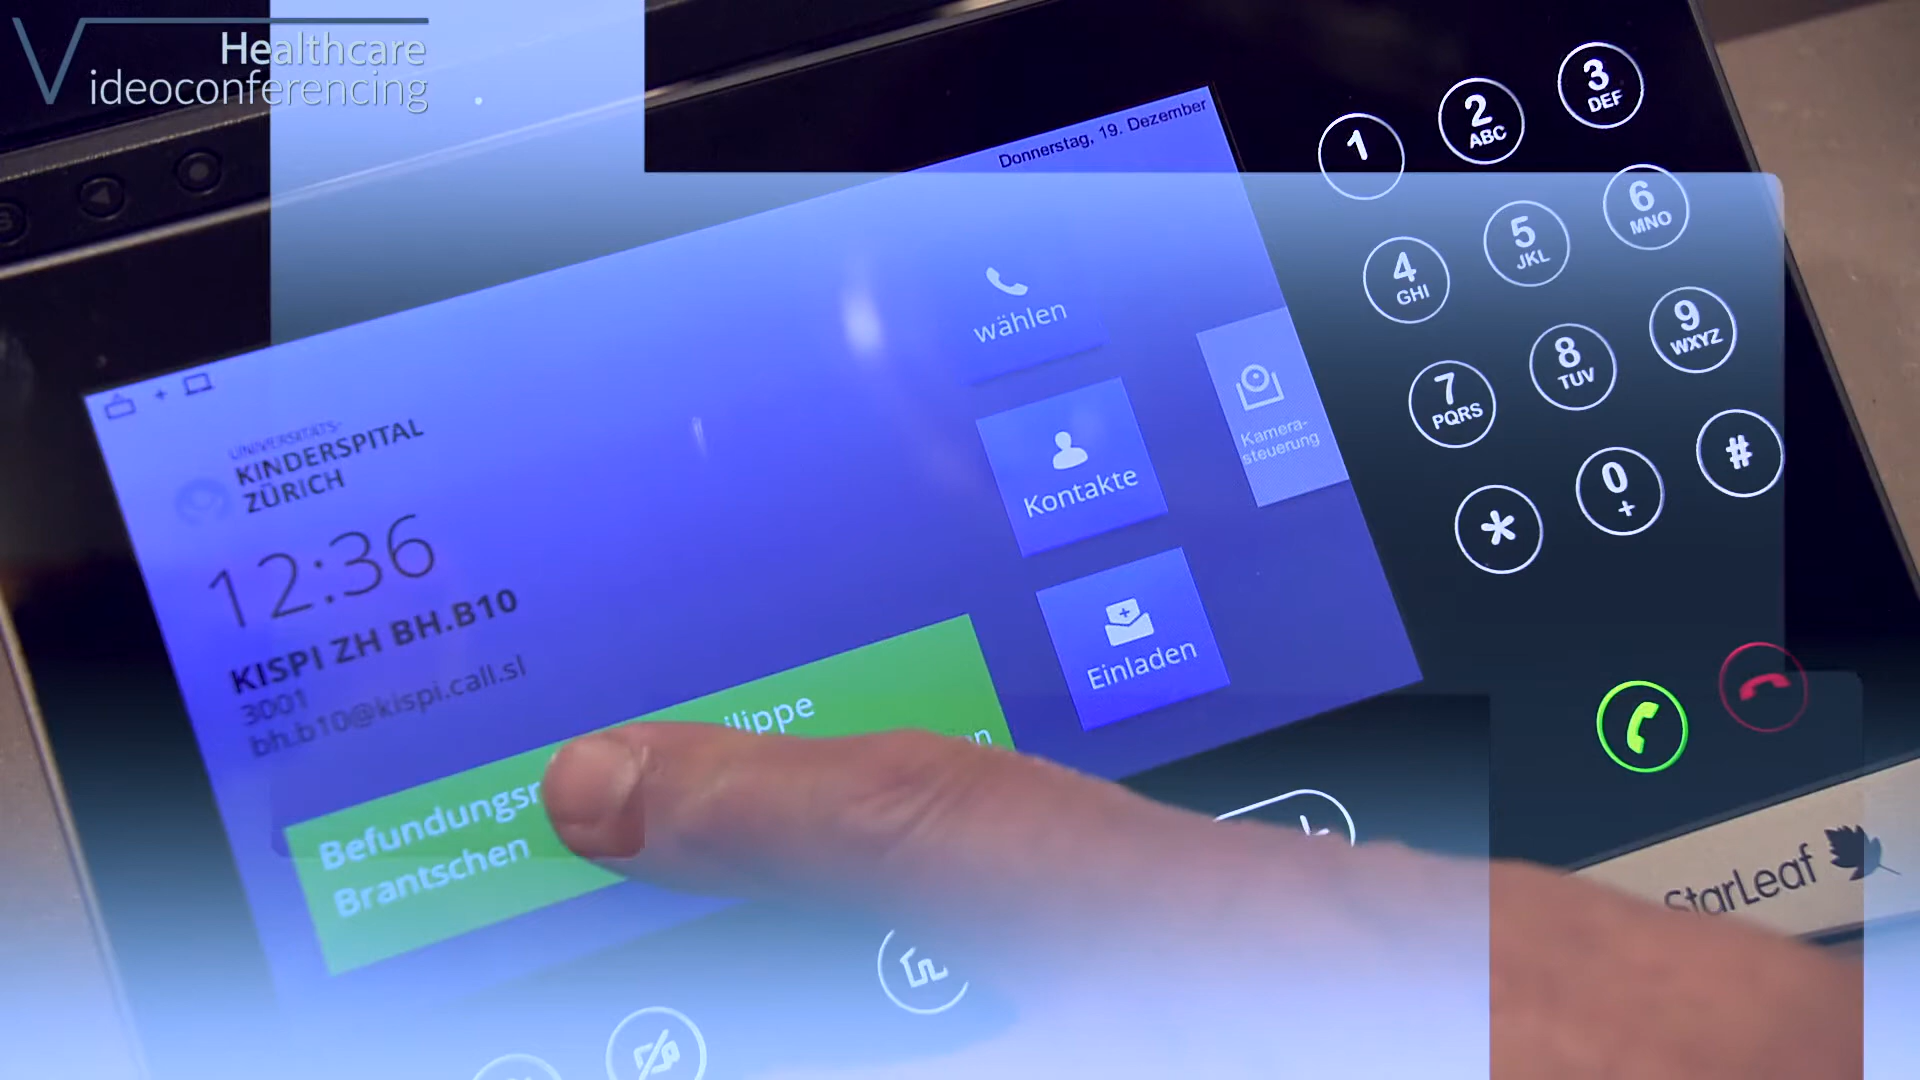 Healthcare
Videoconferencing
Donnerstag, 19. Dezember
UNIVERSITÄTS-
KINDERSPITAL
ZÜRICH
12:36
KISPI ZH BH.B10
3001
bh.b10@kispi.call.sl
Brantschen
wählen
Kontakte
Einladen
Kamera-
steuerung
1
2
ABC
3
DEF
4
GHI
5
JKL
6
MNO
7
PQRS
8
TUV
9
WXYZ
*
0
+
#
StarLeaf